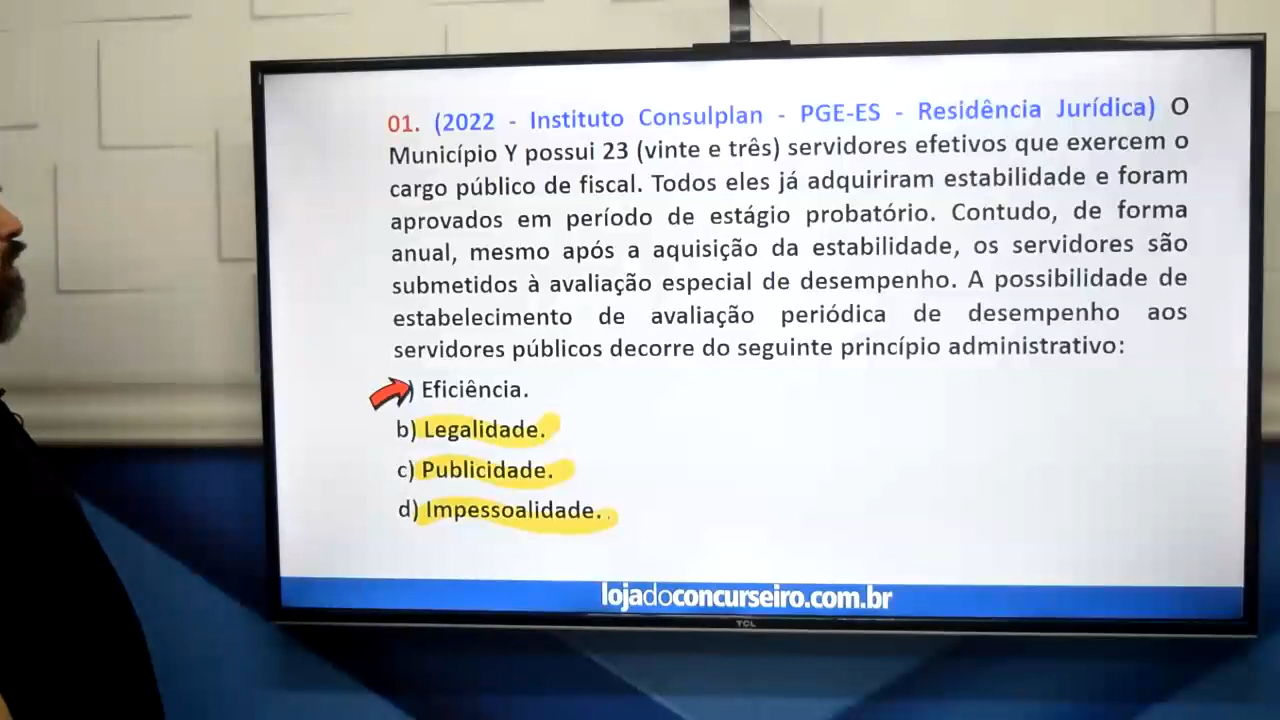 01. (2022 - Instituto Consulplan - PGE-ES - Residência Jurídica) O
Município Y possui 23 (vinte e três) servidores efetivos que exercem o
cargo público de fiscal. Todos eles já adquiriram estabilidade e foram
aprovados em período de estágio probatório. Contudo, de forma
anual, mesmo após a aquisição da estabilidade, os servidores são
submetidos à avaliação especial de desempenho. A possibilidade de
estabelecimento de avaliação periódica de desempenho aos
servidores públicos decorre do seguinte princípio administrativo:
) Eficiência.
b) Legalidade.
c) Publicidade.
d) Impessoalidade.
lojadoconcurseiro.com.br
TCL